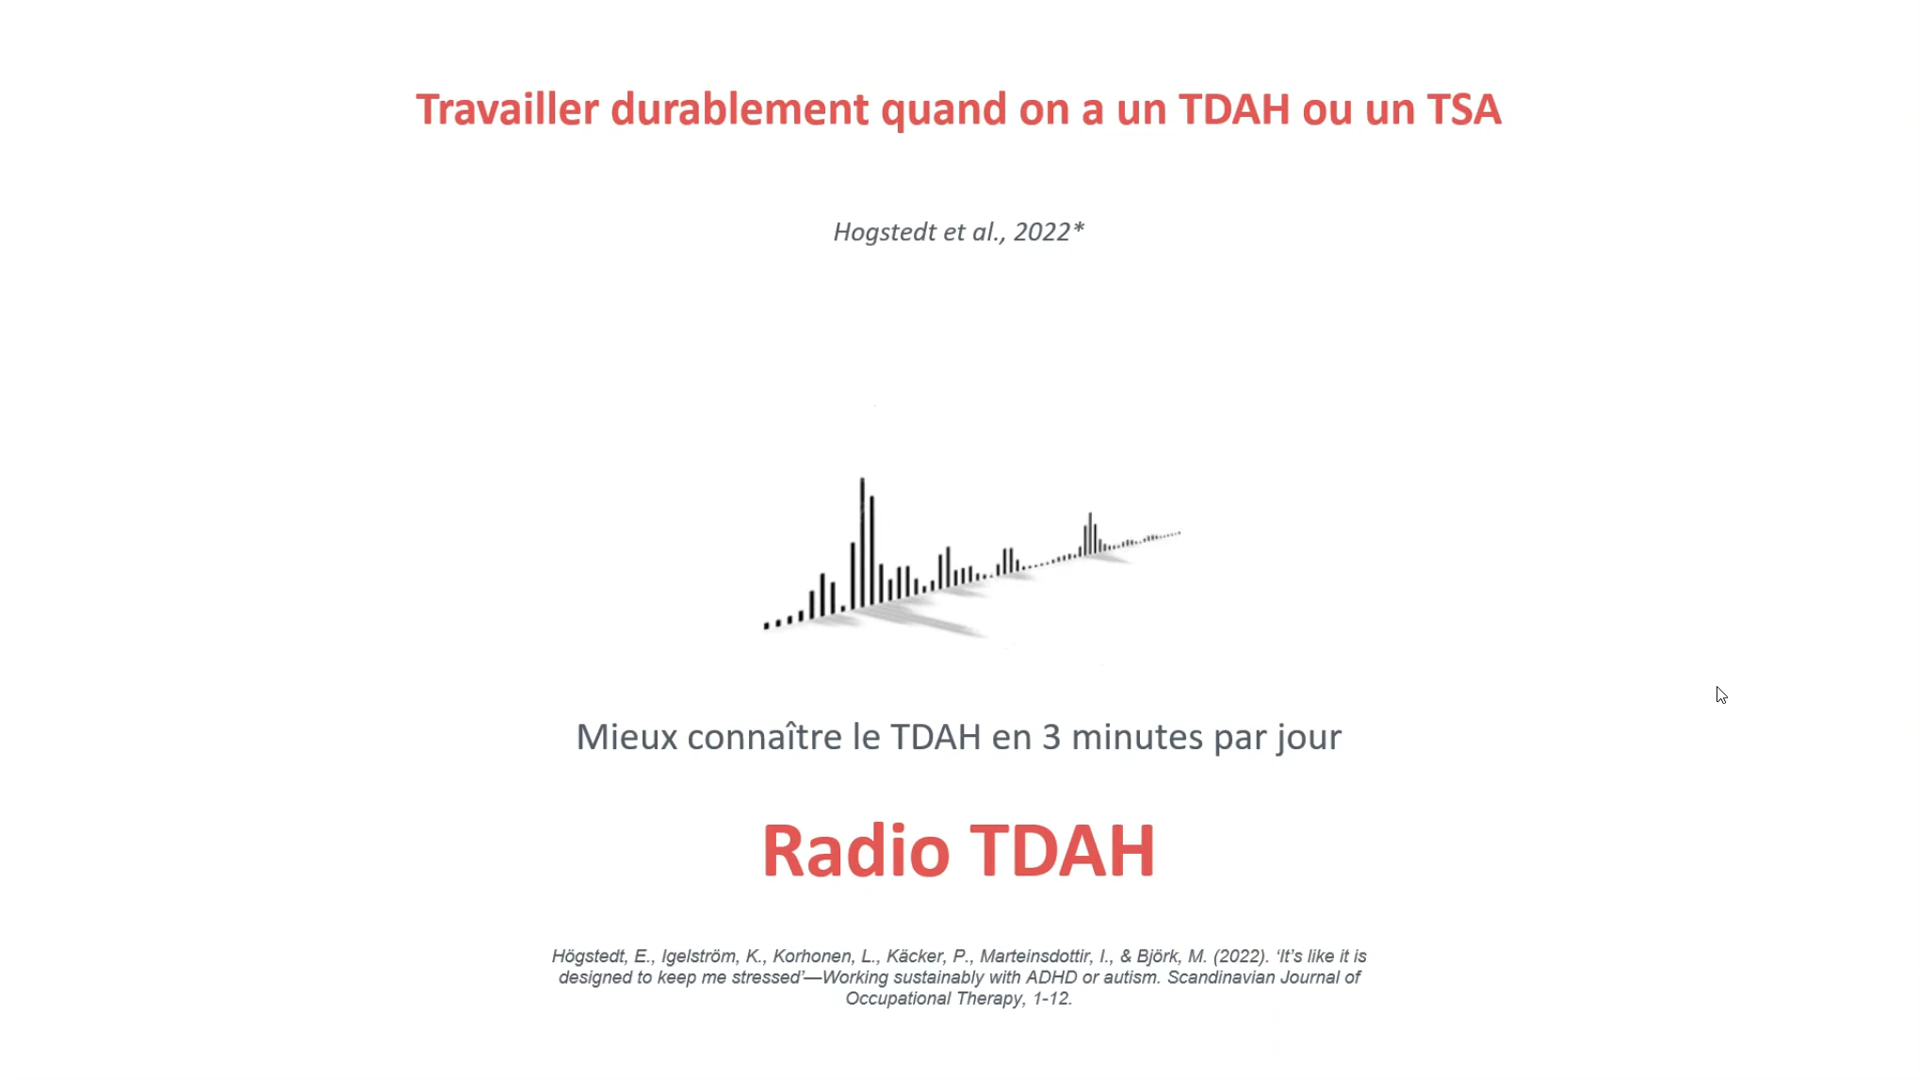 Travailler durablement quand on a un TDAH ou un TSA
Hogstedt et al., 2022*
Mieux connaître le TDAH en 3 minutes par jour
Radio TDAH
Högstedt, E., Igelström, K., Korhonen, L., Käcker, P., Marteinsdottir, I., & Björk, M. (2022). ‘It’s like it is
designed to keep me stressed’—Working sustainably with ADHD or autism. Scandinavian Journal of
Occupational Therapy, 1-12.